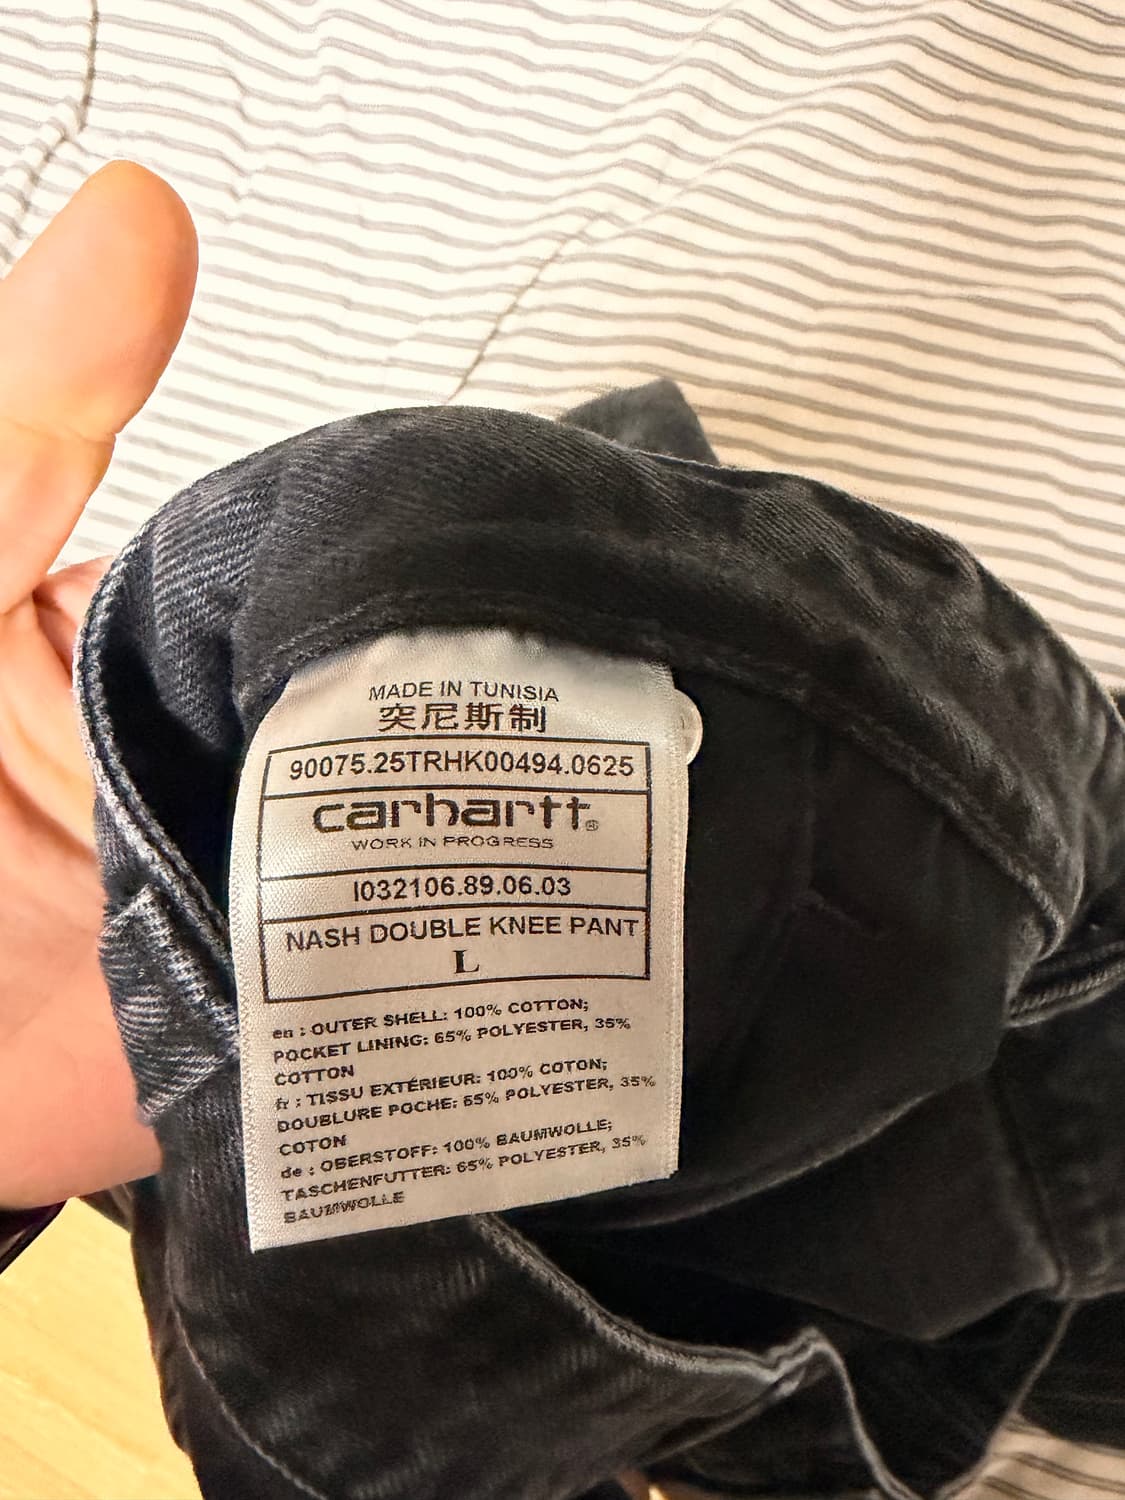 MADE IN TUNISIA
突尼斯制
90075.25TRHK00494.0625
carhartt®
WORK IN PROGRESS
I032106.89.06.03
NASH DOUBLE KNEE PANT
L
en : OUTER SHELL: 100% COTTON;
POCKET LINING: 65% POLYESTER, 35%
COTTON
fr : TISSU EXTÉRIEUR: 100% COTON;
DOUBLURE POCHE: 65% POLYESTER, 35%
COTON
de : OBERSTOFF: 100% BAUMWOLLE;
TASCHENFUTTER: 65% POLYESTER, 35%
BAUMWOLLE